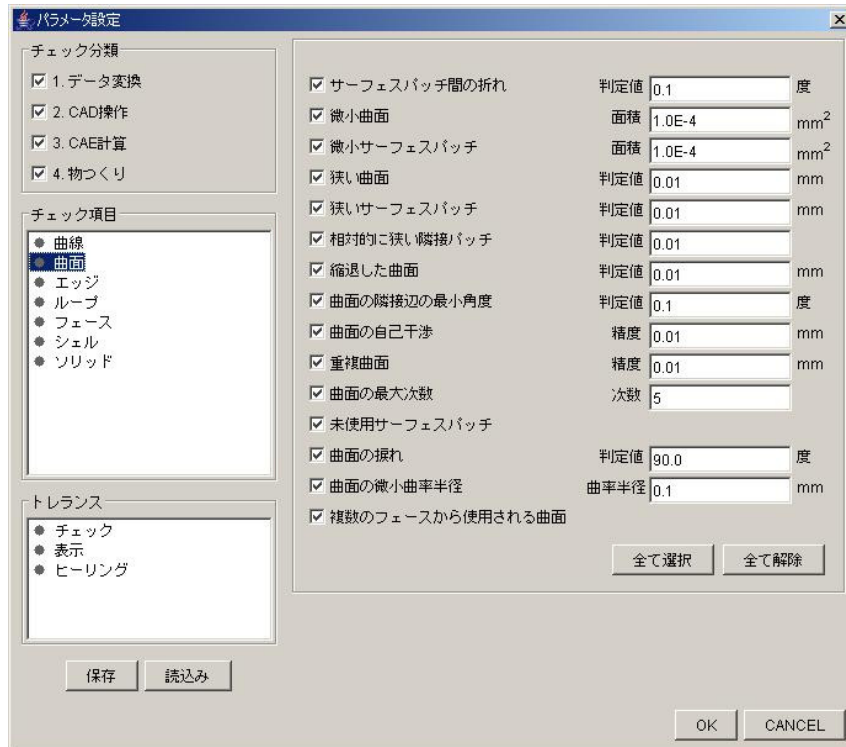 パラメータ設定
チェック分類
1. データ変換
2. CAD操作
3. CAE計算
4. 物つくり
チェック項目
曲線
曲面
エッジ
ループ
フェース
シェル
ソリッド
トレランス
チェック
表示
ヒーリング
保存 読込み
サーフェスパッチ間の折れ 判定値 0.1 度
微小曲面 面積 1.0E-4 mm2
微小サーフェスパッチ 面積 1.0E-4 mm2
狭い曲面 判定値 0.01 mm
狭いサーフェスパッチ 判定値 0.01 mm
相対的に狭い隣接パッチ 判定値 0.01
縮退した曲面 判定値 0.01 mm
曲面の隣接辺の最小角度 判定値 0.1 度
曲面の自己干渉 精度 0.01 mm
重複曲面 精度 0.01 mm
曲面の最大次数 次数 5
未使用サーフェスパッチ
曲面の捩れ 判定値 90.0 度
曲面の微小曲率半径 曲率半径 0.1 mm
複数のフェースから使用される曲面
全て選択 全て解除
OK CANCEL